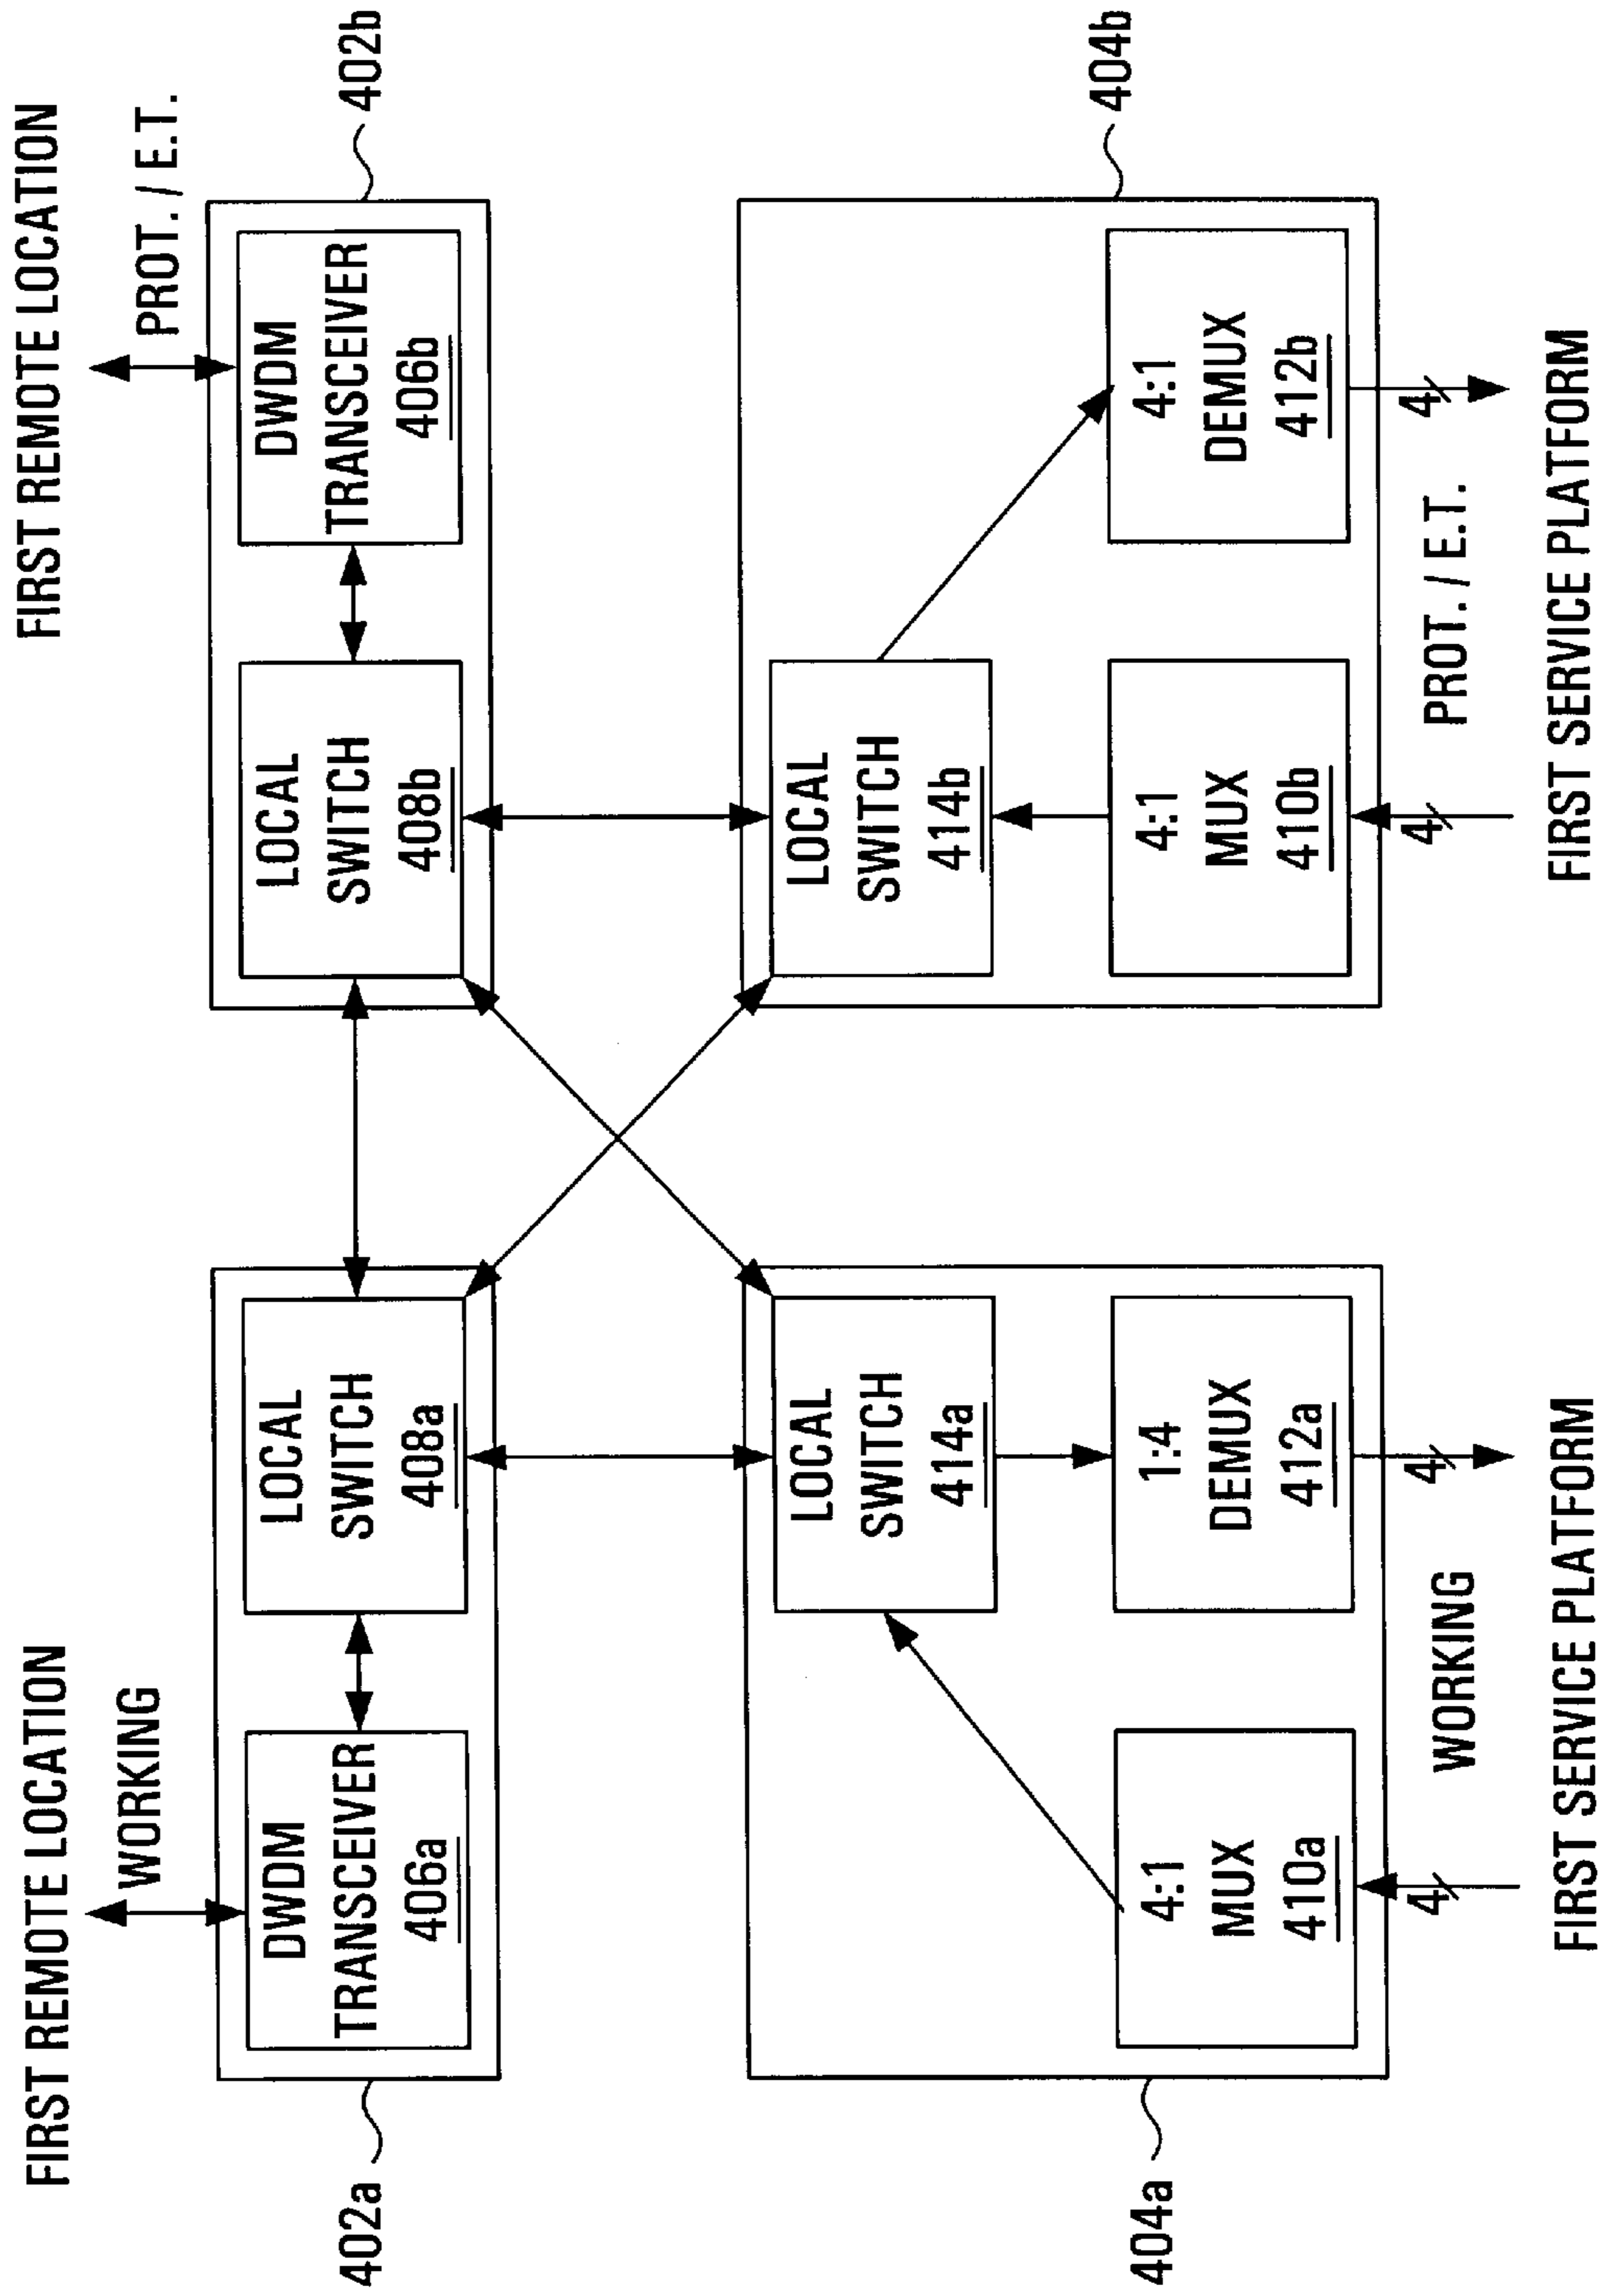 FIRST REMOTE LOCATION
FIRST REMOTE LOCATION
WORKING
PROT. / E.T.
402a
402b
DWDM
TRANSCEIVER
406a
LOCAL
SWITCH
408a
LOCAL
SWITCH
408b
DWDM
TRANSCEIVER
406b
404a
404b
LOCAL
SWITCH
414a
LOCAL
SWITCH
414b
4:1
MUX
410a
1:4
DEMUX
412a
4:1
MUX
410b
4:1
DEMUX
412b
4
4
4
4
WORKING
PROT. / E.T.
FIRST SERVICE PLATFORM
FIRST SERVICE PLATFORM